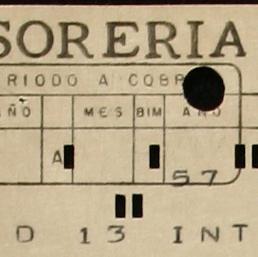 SORERIA
RIODO A COBR
ÑO MES BIM AÑO
A
57
D 13 INT